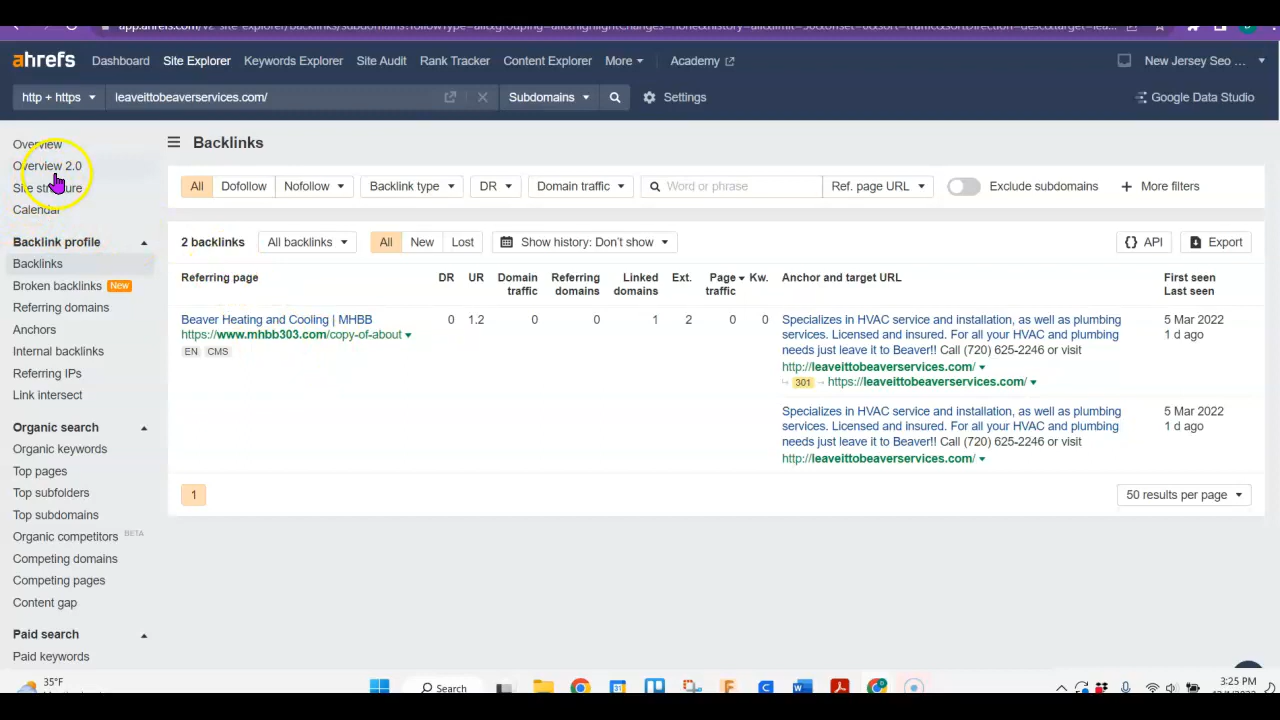 ahrefs Dashboard Site Explorer Keywords Explorer Site Audit Rank Tracker Content Explorer More Academy New Jersey Seo ...
http + https leaveittobeaverservices.com/ Subdomains Settings Google Data Studio
Overview
Overview 2.0
Site structure
Calendar
Backlink profile
Backlinks
Broken backlinks New
Referring domains
Anchors
Internal backlinks
Referring IPs
Link intersect
Organic search
Organic keywords
Top pages
Top subfolders
Top subdomains
Organic competitors BETA
Competing domains
Competing pages
Content gap
Paid search
Paid keywords
Backlinks
All Dofollow Nofollow Backlink type DR Domain traffic Word or phrase Ref. page URL Exclude subdomains + More filters
2 backlinks All backlinks All New Lost Show history: Don't show {} API Export
Referring page DR UR Domain traffic Referring domains Linked domains Ext. Page traffic Kw. Anchor and target URL First seen Last seen
Beaver Heating and Cooling | MHBB
https://www.mhbb303.com/copy-of-about
EN CMS
0 1.2 0 0 1 2 0 0
Specializes in HVAC service and installation, as well as plumbing
services. Licensed and insured. For all your HVAC and plumbing
needs just leave it to Beaver!! Call (720) 625-2246 or visit
http://leaveittobeaverservices.com/
301 https://leaveittobeaverservices.com/
5 Mar 2022
1 d ago
Specializes in HVAC service and installation, as well as plumbing
services. Licensed and insured. For all your HVAC and plumbing
needs just leave it to Beaver!! Call (720) 625-2246 or visit
http://leaveittobeaverservices.com/
5 Mar 2022
1 d ago
1 50 results per page
35°F
Search
3:25 PM